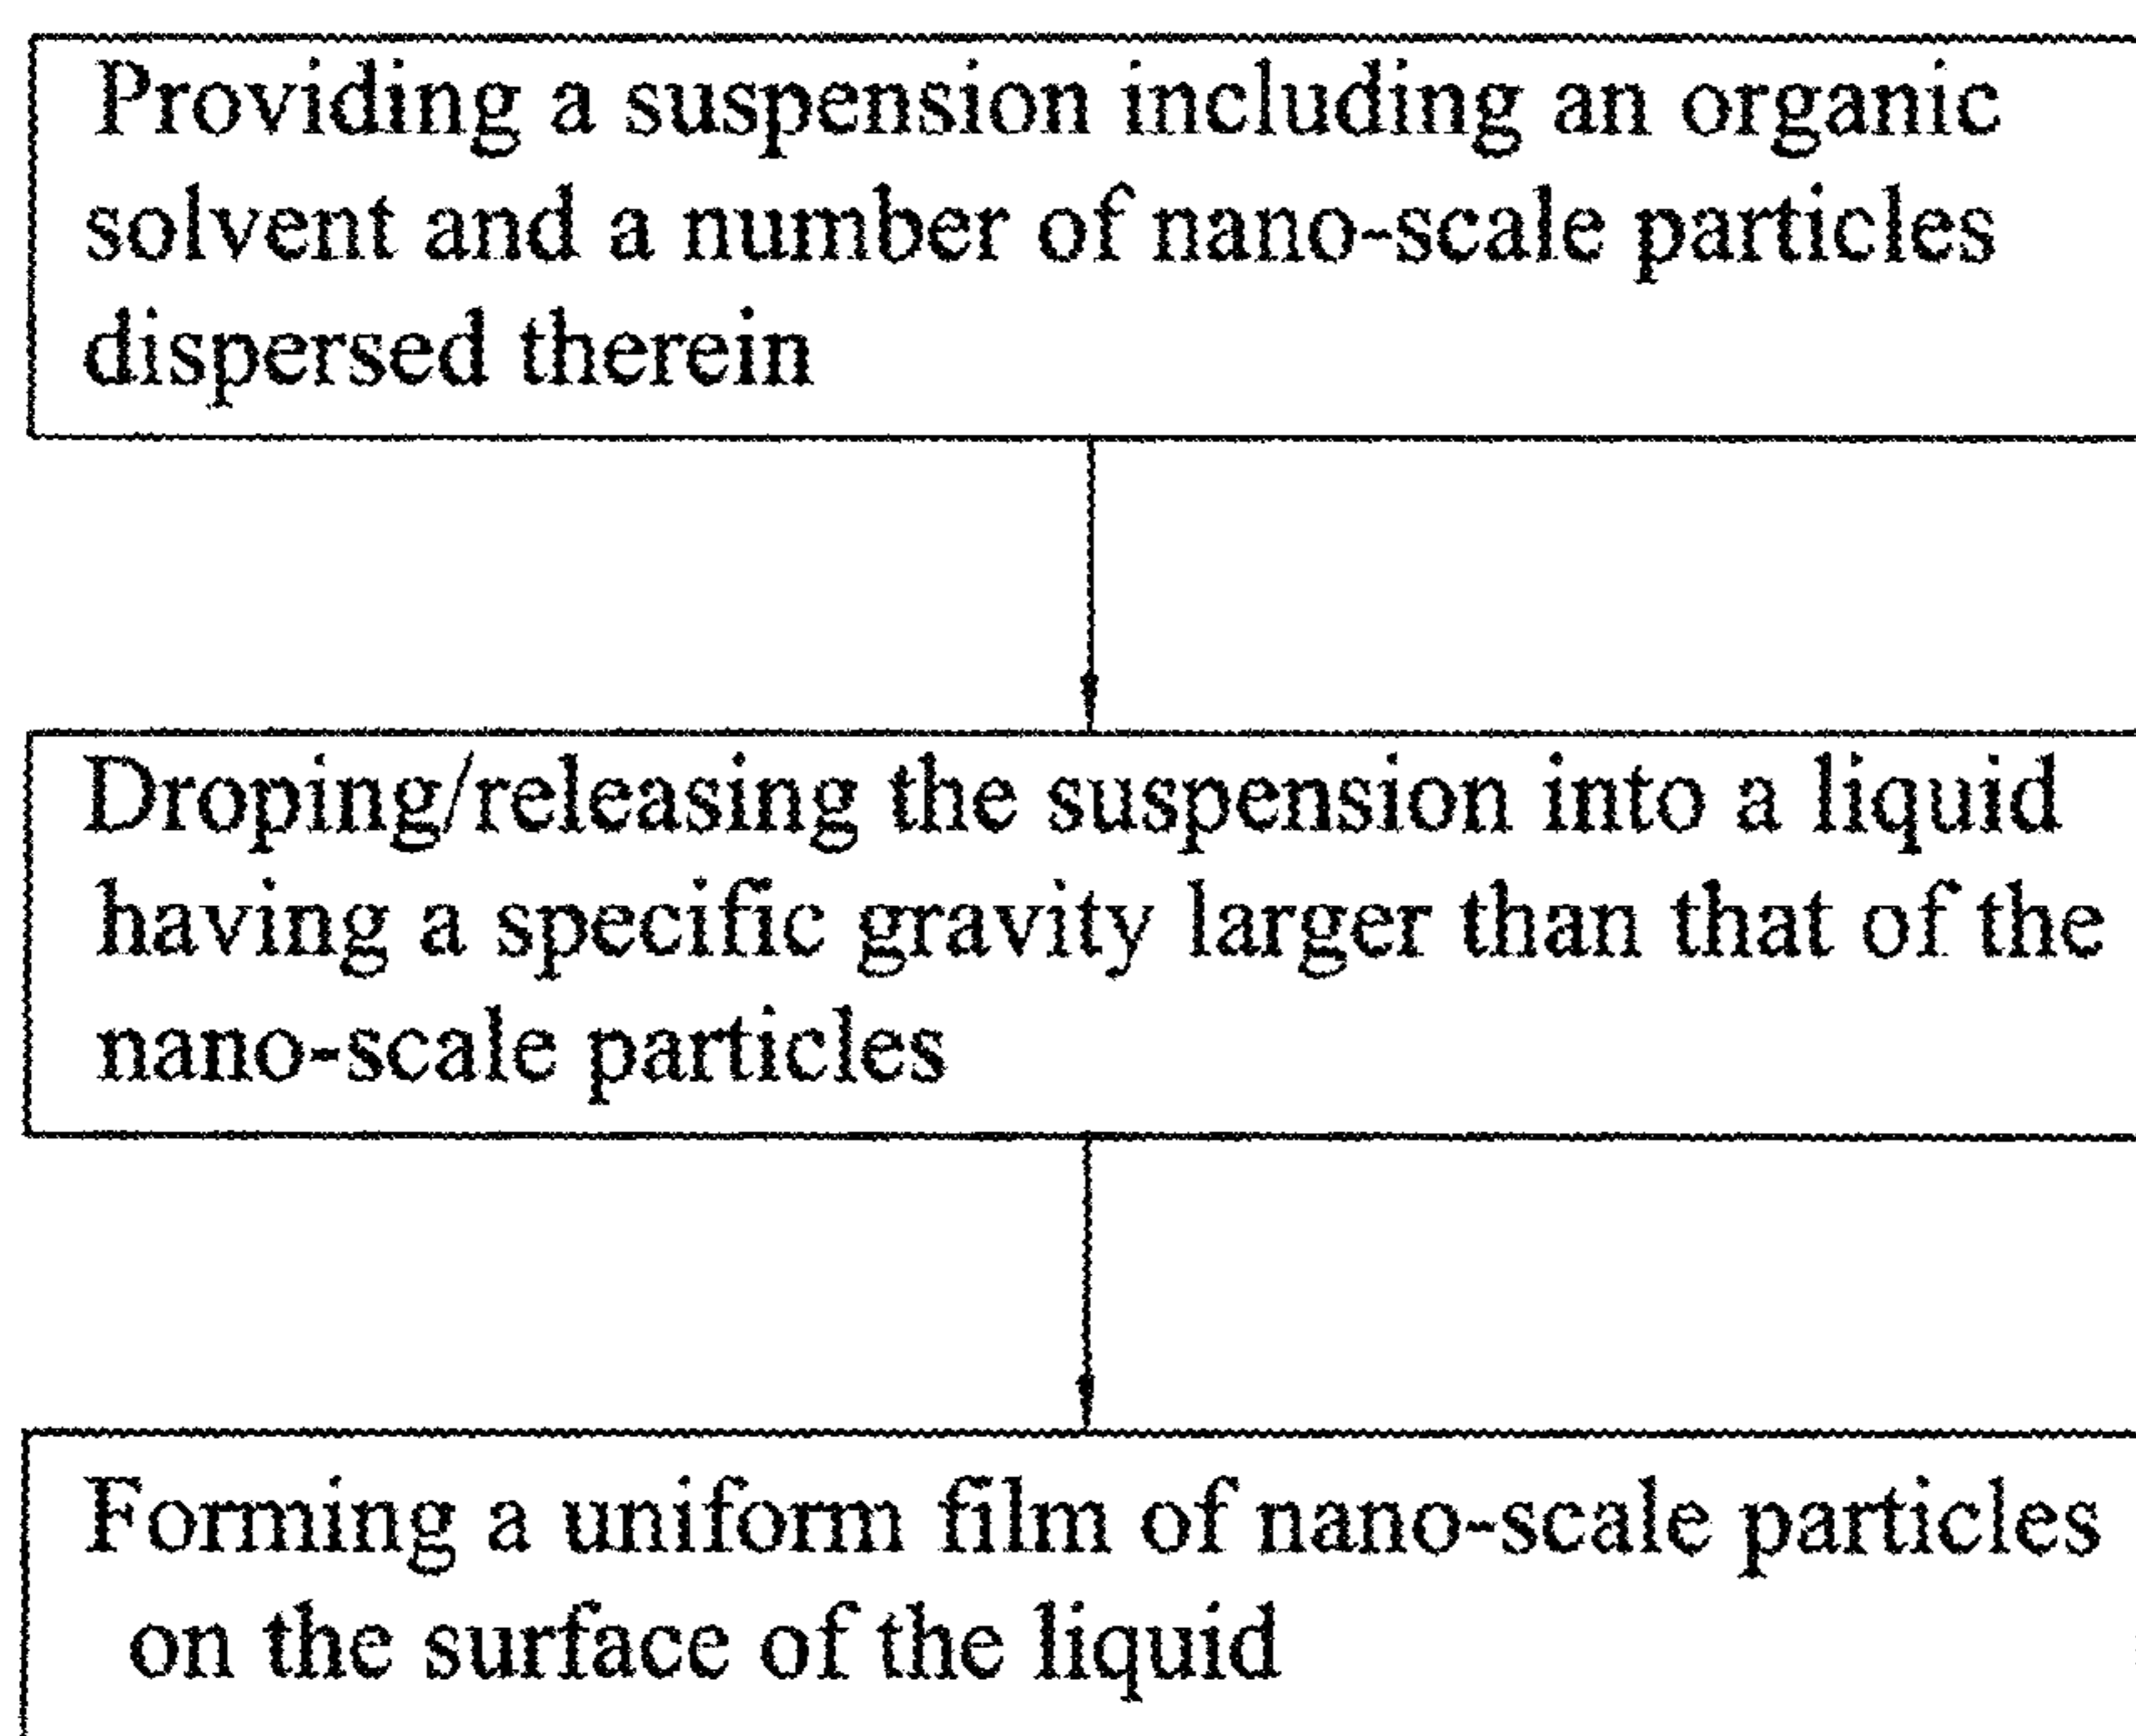 Providing a suspension including an organic
solvent and a number of nano-scale particles
dispersed therein
Droping/releasing the suspension into a liquid
having a specific gravity larger than that of the
nano-scale particles
Forming a uniform film of nano-scale particles
on the surface of the liquid